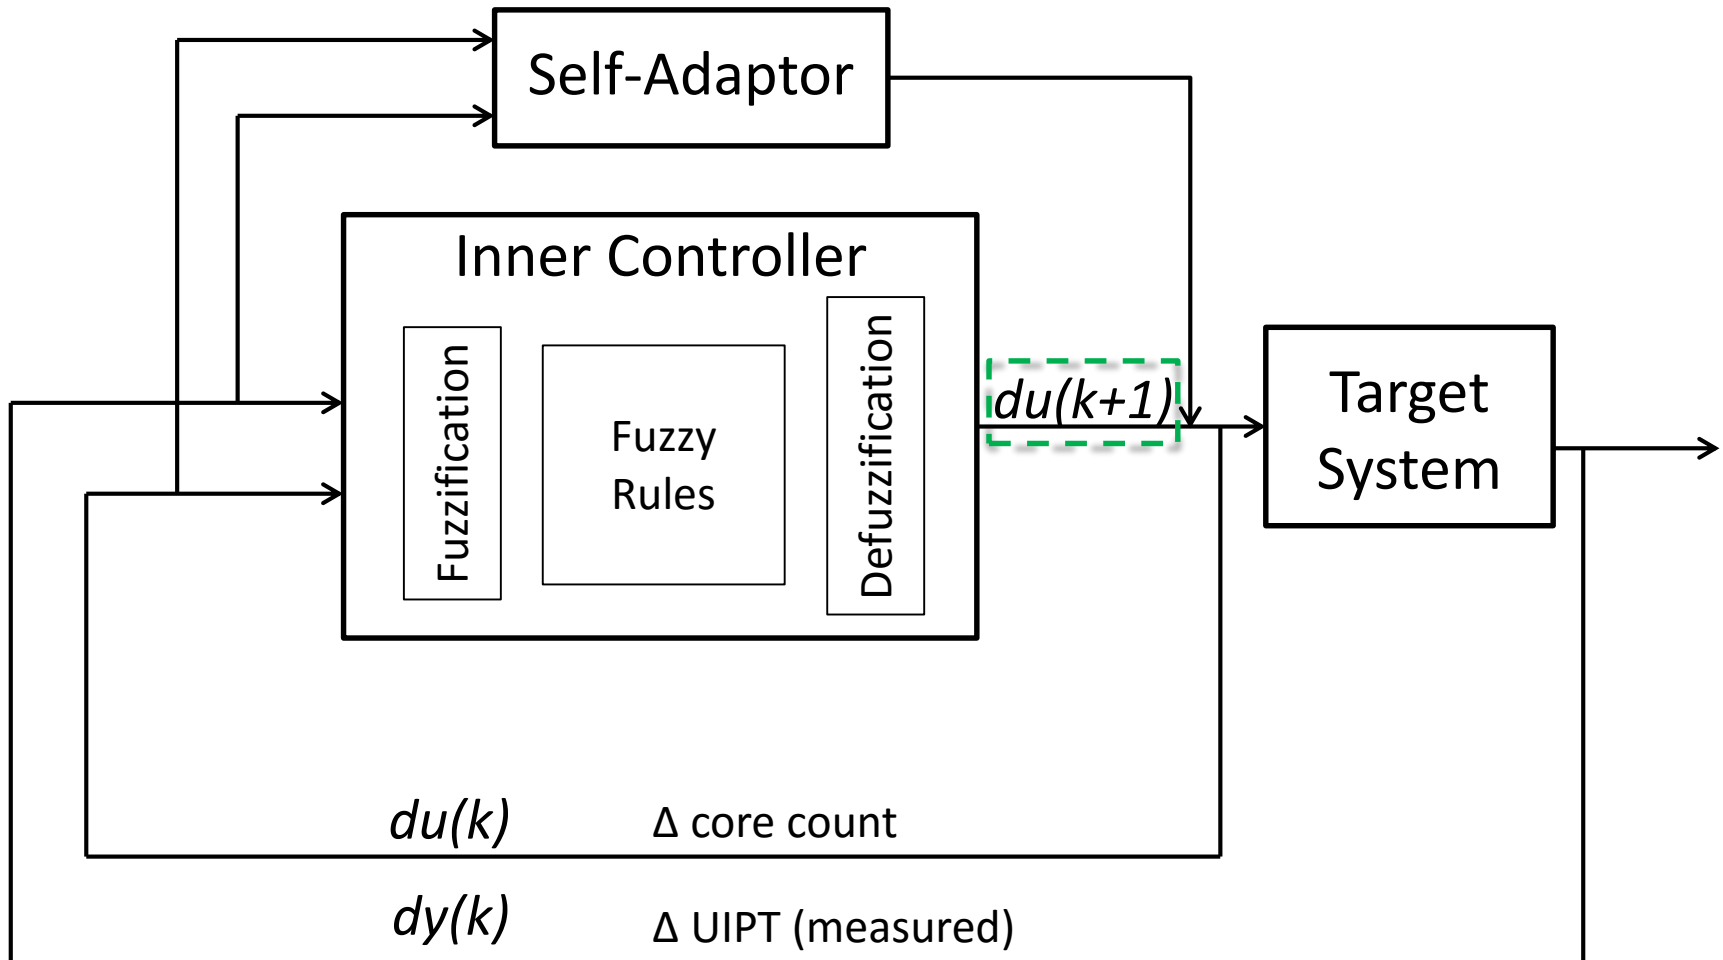 Self-Adaptor
Inner Controller
Fuzzification
Fuzzy
Rules
Defuzzification
du(k+1)
Target
System
du(k) Δ core count
dy(k) Δ UIPT (measured)